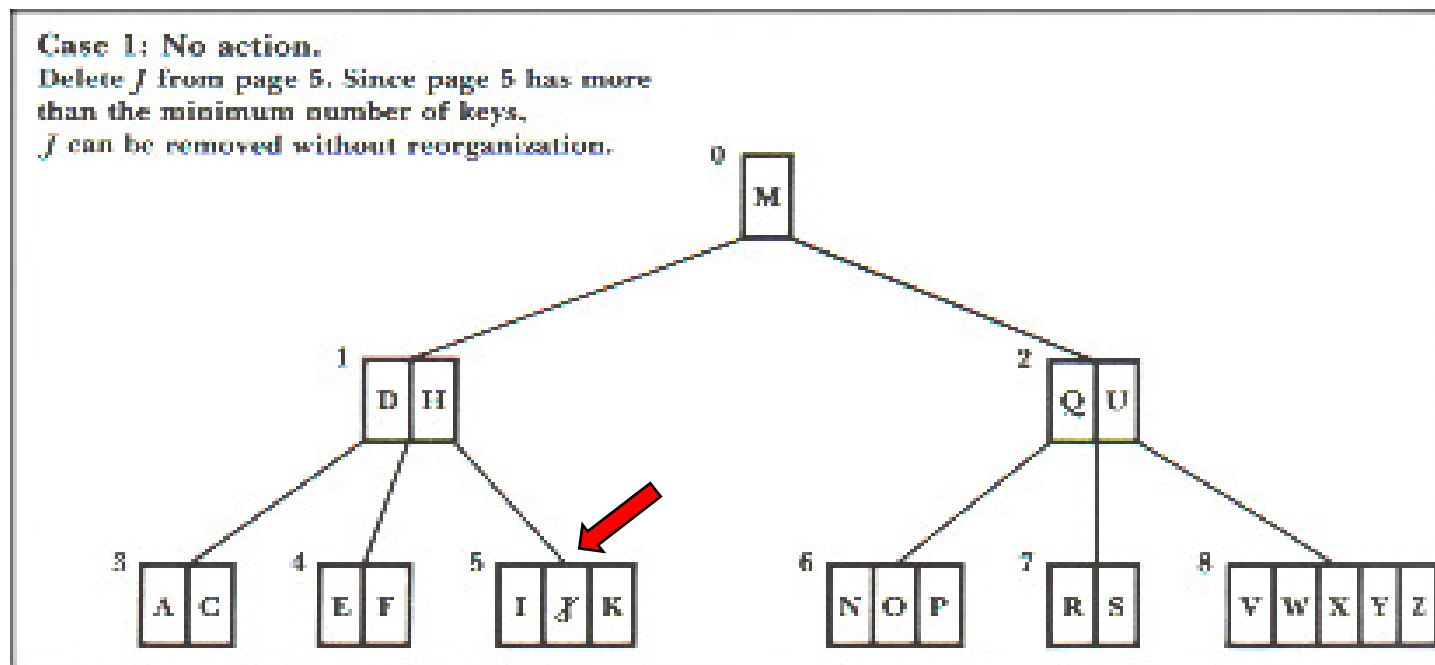 Case 1: No action.
Delete J from page 5. Since page 5 has more
than the minimum number of keys,
J can be removed without reorganization.
0
M
1
D H
2
Q U
3
A C
4
E F
5
I J K
6
N O P
7
R S
8
V W X Y Z